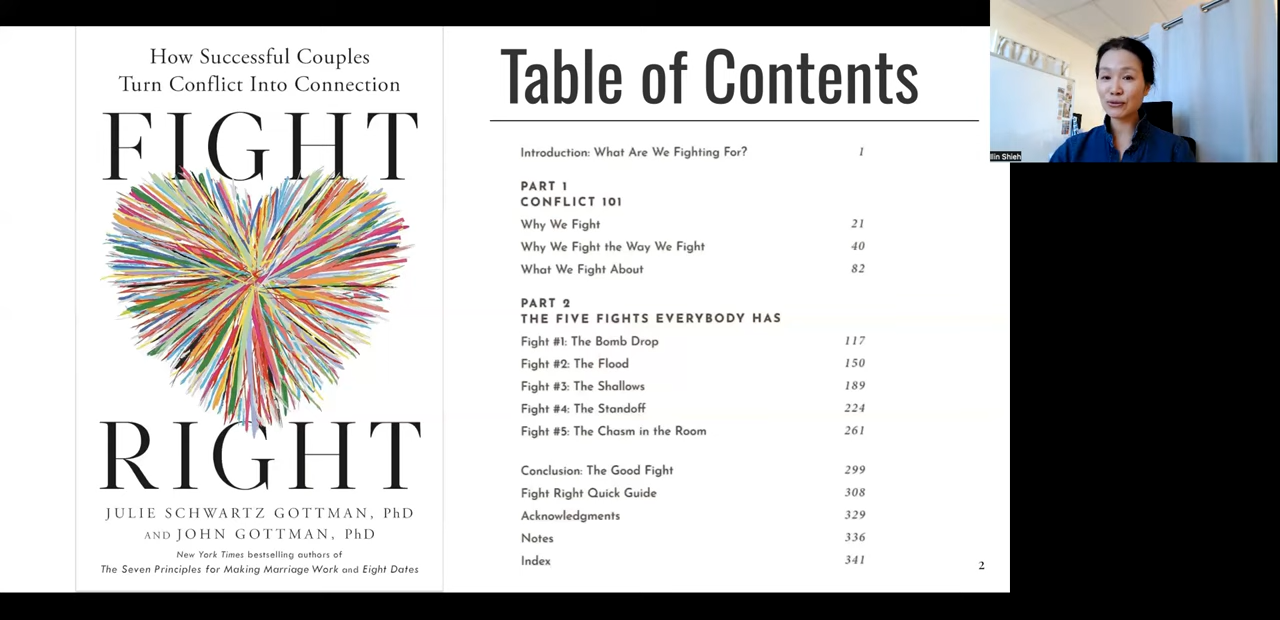 How Successful Couples
Turn Conflict Into Connection
FIGHT
RIGHT
JULIE SCHWARTZ GOTTMAN, PhD
AND JOHN GOTTMAN, PhD
New York Times bestselling authors of
The Seven Principles for Making Marriage Work and Eight Dates
Table of Contents
Introduction: What Are We Fighting For? 1
PART 1
CONFLICT 101
Why We Fight 21
Why We Fight the Way We Fight 40
What We Fight About 82
PART 2
THE FIVE FIGHTS EVERYBODY HAS
Fight #1: The Bomb Drop 117
Fight #2: The Flood 150
Fight #3: The Shallows 189
Fight #4: The Standoff 224
Fight #5: The Chasm in the Room 261
Conclusion: The Good Fight 299
Fight Right Quick Guide 308
Acknowledgments 329
Notes 336
Index 341
2
Shieh